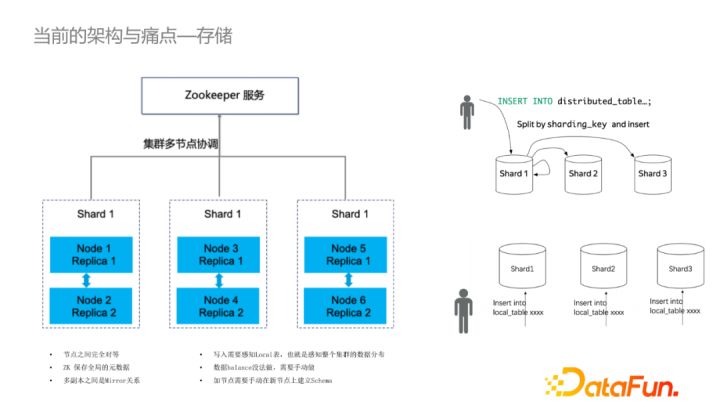 当前的架构与痛点—存储
Zookeeper 服务
集群多节点协调
Shard 1
Node 1
Replica 1
Node 2
Replica 2
Shard 1
Node 3
Replica 1
Node 4
Replica 2
Shard 1
Node 5
Replica 1
Node 6
Replica 2
INSERT INTO distributed_table…;
Split by sharding_key and insert
Shard 1
Shard 2
Shard 3
Shard1
Shard2
Shard3
Insert into
local_table xxxx
Insert into
local_table xxxx
Insert into
local_table xxxx
• 节点之间完全对等
• ZK 保存全局的元数据
• 多副本之间是Mirror关系
• 写入需要感知Local表，也就是感知整个集群的数据分布
• 数据balance没法做，需要手动做
• 加节点需要手动在新节点上建立Schema
DataFun.